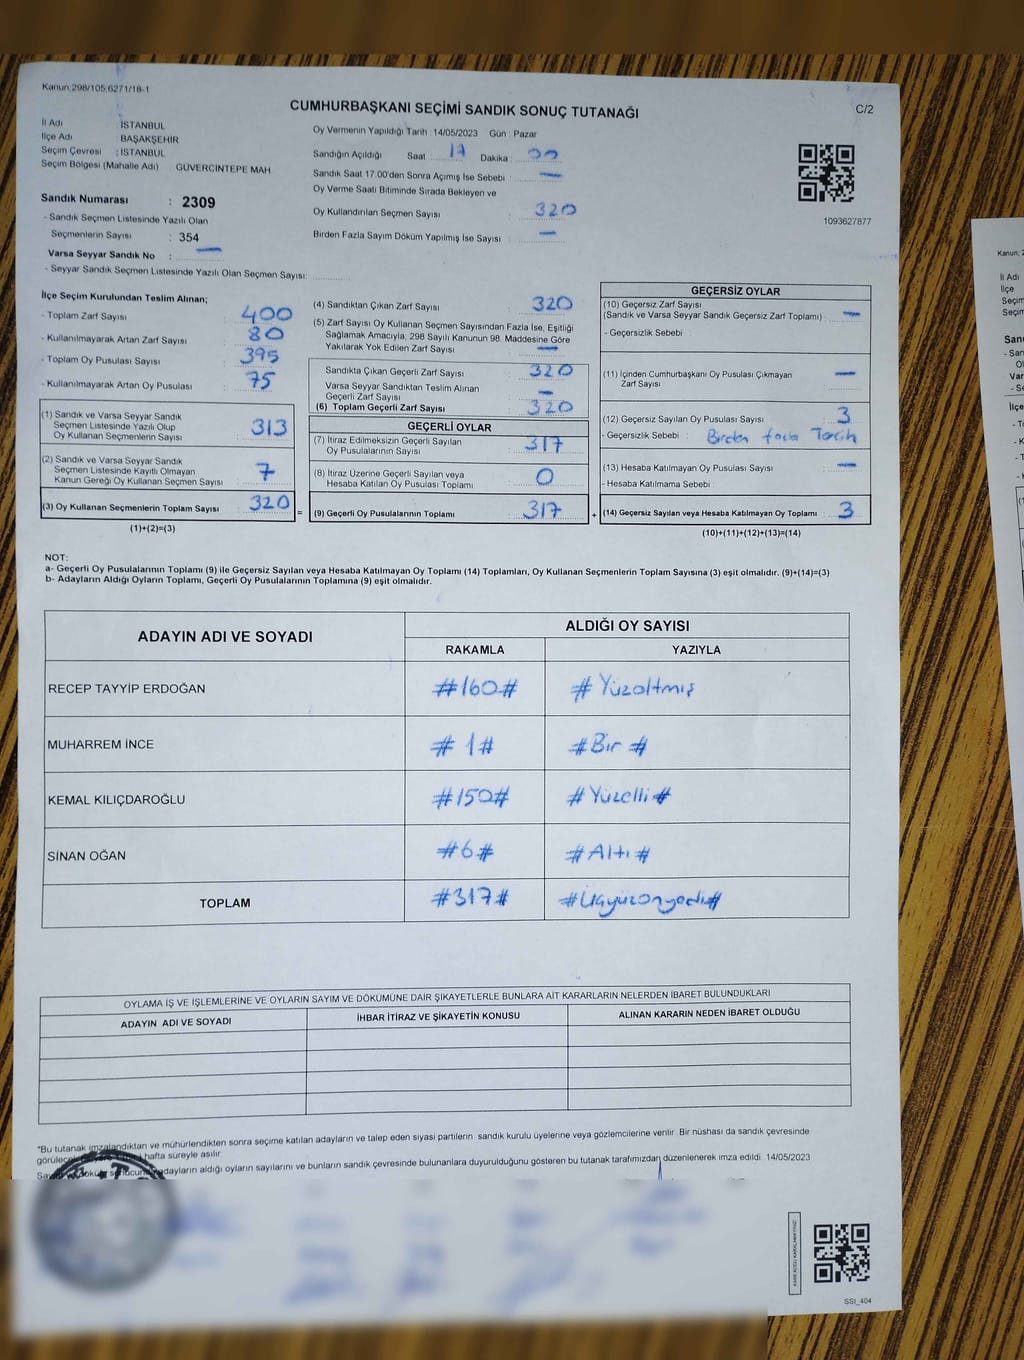 Kanun:298/105;6271/18-1
CUMHURBAŞKANI SEÇİMİ SANDIK SONUÇ TUTANAĞI
C/2
İl Adı : İSTANBUL
İlçe Adı : BAŞAKŞEHİR
Seçim Çevresi : İSTANBUL
Seçim Bölgesi (Mahalle Adı) : GÜVERCİNTEPE MAH
Oy Vermenin Yapıldığı Tarih : 14/05/2023 Gün : Pazar
Sandığın Açıldığı Saat : 17 Dakika :
Sandık Saat 17:00'den Sonra Açımış İse Sebebi : —
Oy Verme Saati Bitiminde Sırada Bekleyen ve
Oy Kullandırılan Seçmen Sayısı : 320
Birden Fazla Sayım Döküm Yapılmış İse Sayısı : —
1093627877
Sandık Numarası : 2309
- Sandık Seçmen Listesinde Yazılı Olan
Seçmenlerin Sayısı : 354
Varsa Seyyar Sandık No : —
- Seyyar Sandık Seçmen Listesinde Yazılı Olan Seçmen Sayısı:
İlçe Seçim Kurulundan Teslim Alınan;
- Toplam Zarf Sayısı : 400
- Kullanılmayarak Artan Zarf Sayısı : 80
- Toplam Oy Pusulası Sayısı : 395
- Kullanılmayarak Artan Oy Pusulası : 75
(1) Sandık ve Varsa Seyyar Sandık
Seçmen Listesinde Yazılı Olup
Oy Kullanan Seçmenlerin Sayısı : 313
(2) Sandık ve Varsa Seyyar Sandık
Seçmen Listesinde Kayıtlı Olmayan
Kanun Gereği Oy Kullanan Seçmen Sayısı : 7
(3) Oy Kullanan Seçmenlerin Toplam Sayısı : 320
(1)+(2)=(3)
=
(4) Sandıktan Çıkan Zarf Sayısı : 320
(5) Zarf Sayısı Oy Kullanan Seçmen Sayısından Fazla İse, Eşitliği
Sağlamak Amacıyla, 298 Sayılı Kanunun 98. Maddesine Göre
Yakılarak Yok Edilen Zarf Sayısı : —
Sandıkta Çıkan Geçerli Zarf Sayısı : 320
Varsa Seyyar Sandıktan Teslim Alınan
Geçerli Zarf Sayısı : —
(6) Toplam Geçerli Zarf Sayısı : 320
GEÇERLİ OYLAR
(7) İtiraz Edilmeksizin Geçerli Sayılan
Oy Pusulalarının Sayısı : 317
(8) İtiraz Üzerine Geçerli Sayılan veya
Hesaba Katılan Oy Pusulası Toplamı : 0
(9) Geçerli Oy Pusulalarının Toplamı : 317
+
GEÇERSİZ OYLAR
(10) Geçersiz Zarf Sayısı
(Sandık ve Varsa Seyyar Sandık Geçersiz Zarf Toplamı) : —
- Geçersizlik Sebebi :
(11) İçinden Cumhurbaşkanı Oy Pusulası Çıkmayan
Zarf Sayısı : —
(12) Geçersiz Sayılan Oy Pusulası Sayısı : 3
- Geçersizlik Sebebi : Birden fazla Tercih
(13) Hesaba Katılmayan Oy Pusulası Sayısı : —
- Hesaba Katılmama Sebebi :
(14) Geçersiz Sayılan veya Hesaba Katılmayan Oy Toplamı : 3
(10)+(11)+(12)+(13)=(14)
NOT:
a- Geçerli Oy Pusulalarının Toplamı (9) ile Geçersiz Sayılan veya Hesaba Katılmayan Oy Toplamı (14) Toplamları, Oy Kullanan Seçmenlerin Toplam Sayısına (3) eşit olmalıdır. (9)+(14)=(3)
b- Adayların Aldığı Oyların Toplamı, Geçerli Oy Pusulalarının Toplamına (9) eşit olmalıdır.
ADAYIN ADI VE SOYADI
ALDIĞI OY SAYISI
RAKAMLA YAZIYLA
RECEP TAYYİP ERDOĞAN #160# # Yüzaltmış
MUHARREM İNCE # 1# #Bir #
KEMAL KILIÇDAROĞLU #150# # Yüzelli #
SİNAN OĞAN #6# #Altı #
TOPLAM #317# #Üçyüzonyedi#
OYLAMA İŞ VE İŞLEMLERİNE VE OYLARIN SAYIM VE DÖKÜMÜNE DAİR ŞİKAYETLERLE BUNLARA AİT KARARLARIN NELERDEN İBARET BULUNDUKLARI
ADAYIN ADI VE SOYADI
İHBAR İTİRAZ VE ŞİKAYETİN KONUSU
ALINAN KARARIN NEDEN İBARET OLDUĞU
*Bu tutanak imzalandıktan ve mühürlendikten sonra seçime katılan adayların ve talep eden siyasi partilerin sandık kurulu üyelerine veya gözlemcilerine verilir. Bir nüshası da sandık çevresinde
hafta süreyle asılır.
adayların aldığı oyların sayılarını ve bunların sandık çevresinde bulunanlara duyurulduğunu gösteren bu tutanak tarafımızdan düzenlenerek imza edildi. 14/05/2023
SSI_404
Kanun: 2
İl Adı
İlçe